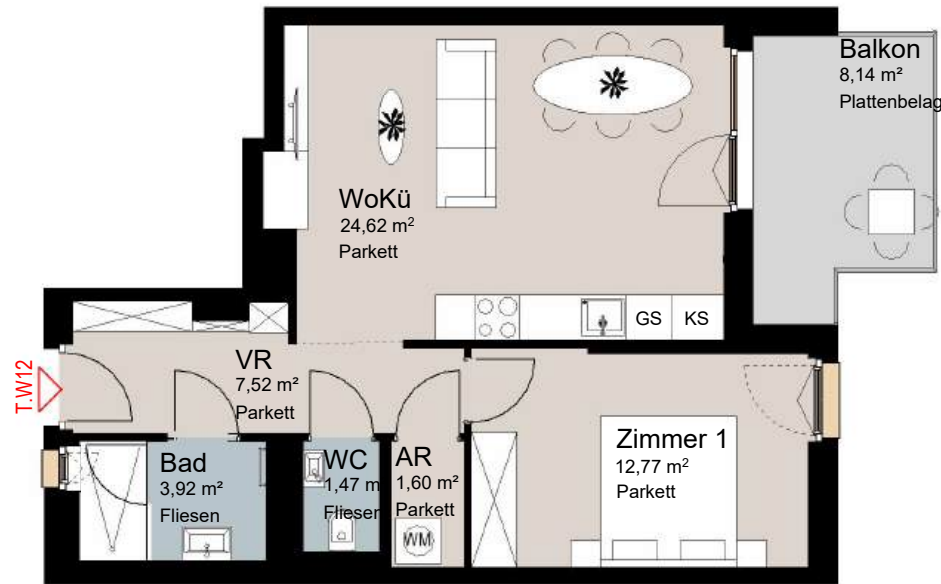 Balkon
8,14 m²
Plattenbelag
WoKü
24,62 m²
Parkett
GS
KS
T.W12
VR
7,52 m²
Parkett
Bad
3,92 m²
Fliesen
WC
1,47 m
Fliesen
AR
1,60 m²
Parkett
WM
Zimmer 1
12,77 m²
Parkett